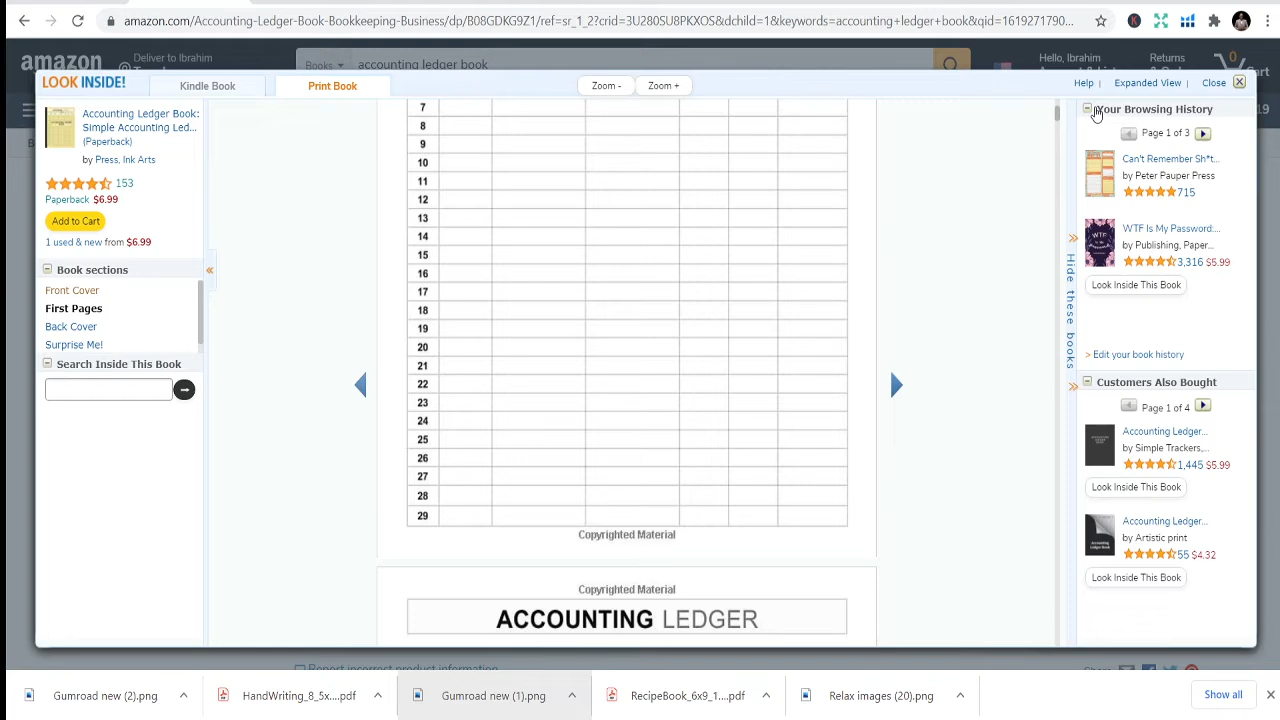 amazon.com/Accounting-Ledger-Book-Bookkeeping-Business/dp/B08GDKG9Z1/ref=sr_1_2?crid=3U280SU8PKXOS&dchild=1&keywords=accounting+ledger+book&qid=1619271790...
amazon
Deliver to Ibrahim
Books
accounting ledger book
Hello, Ibrahim
Returns
0
Cart
LOOK INSIDE!
Kindle Book
Print Book
Zoom -
Zoom +
Help |
Expanded View |
Close
Accounting Ledger Book:
Simple Accounting Led...
(Paperback)
by Press, Ink Arts
153
Paperback $6.99
Add to Cart
1 used & new from $6.99
Book sections
Front Cover
First Pages
Back Cover
Surprise Me!
Search Inside This Book
7
8
9
10
11
12
13
14
15
16
17
18
19
20
21
22
23
24
25
26
27
28
29
Copyrighted Material
Copyrighted Material
ACCOUNTING LEDGER
Hide these books
Your Browsing History
Page 1 of 3
Can't Remember Sh*t...
by Peter Pauper Press
715
WTF Is My Password:...
by Publishing, Paper...
3,316 $5.99
Look Inside This Book
> Edit your book history
Customers Also Bought
Page 1 of 4
Accounting Ledger...
by Simple Trackers,...
1,445 $5.99
Look Inside This Book
Accounting Ledger...
by Artistic print
55 $4.32
Look Inside This Book
Report incorrect product information
Gumroad new (2).png
HandWriting_8_5x....pdf
Gumroad new (1).png
RecipeBook_6x9_1....pdf
Relax images (20).png
Show all